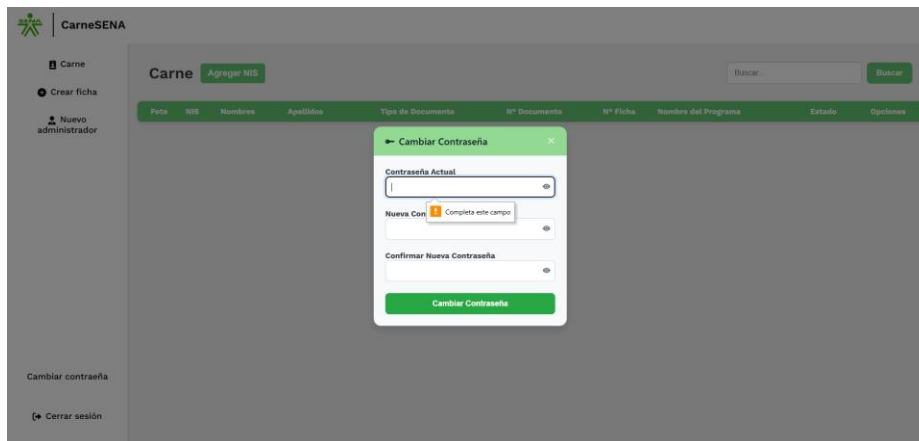 CarneSENA
Carne
Crear ficha
Nuevo
administrador
Cambiar contraeña
Cerrar sesión
Carne
Agregar NIS
Buscar...
Buscar
Foto NIS Nombres Apellidos Tipo de Documento Nº Documento Nº Ficha Nombre del Programa Estado Opciones
Cambiar Contraseña
Contraseña Actual
Completa este campo
Nueva Con
Confirmar Nueva Contraseña
Cambiar Contraseña